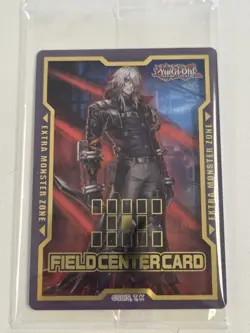 Yu-Gi-Oh!
EXTRA MONSTER ZONE
EXTRA MONSTER ZONE
FIELD CENTER CARD